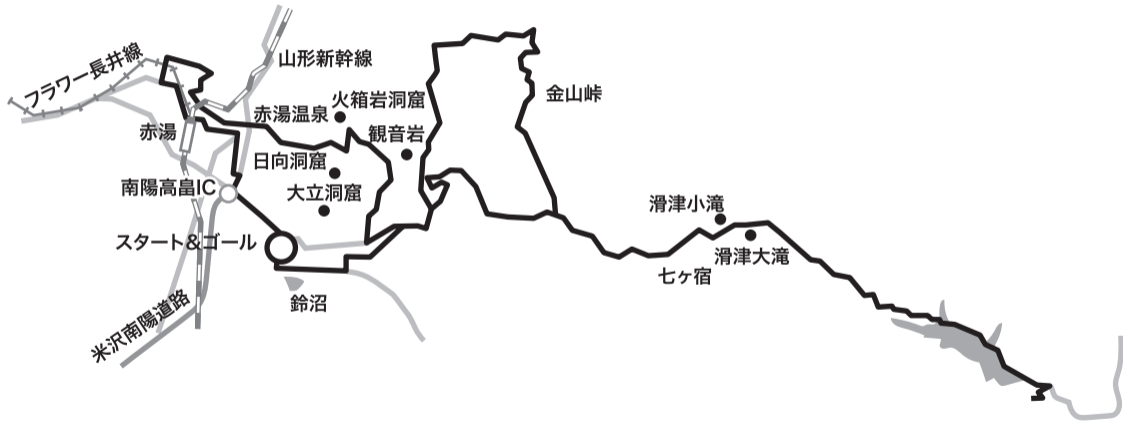 フラワー長井線
山形新幹線
火箱岩洞窟
金山峠
赤湯温泉
赤湯
観音岩
日向洞窟
南陽高畠IC
大立洞窟
滑津小滝
スタート&ゴール
滑津大滝
七ヶ宿
鈴沼
米沢南陽道路